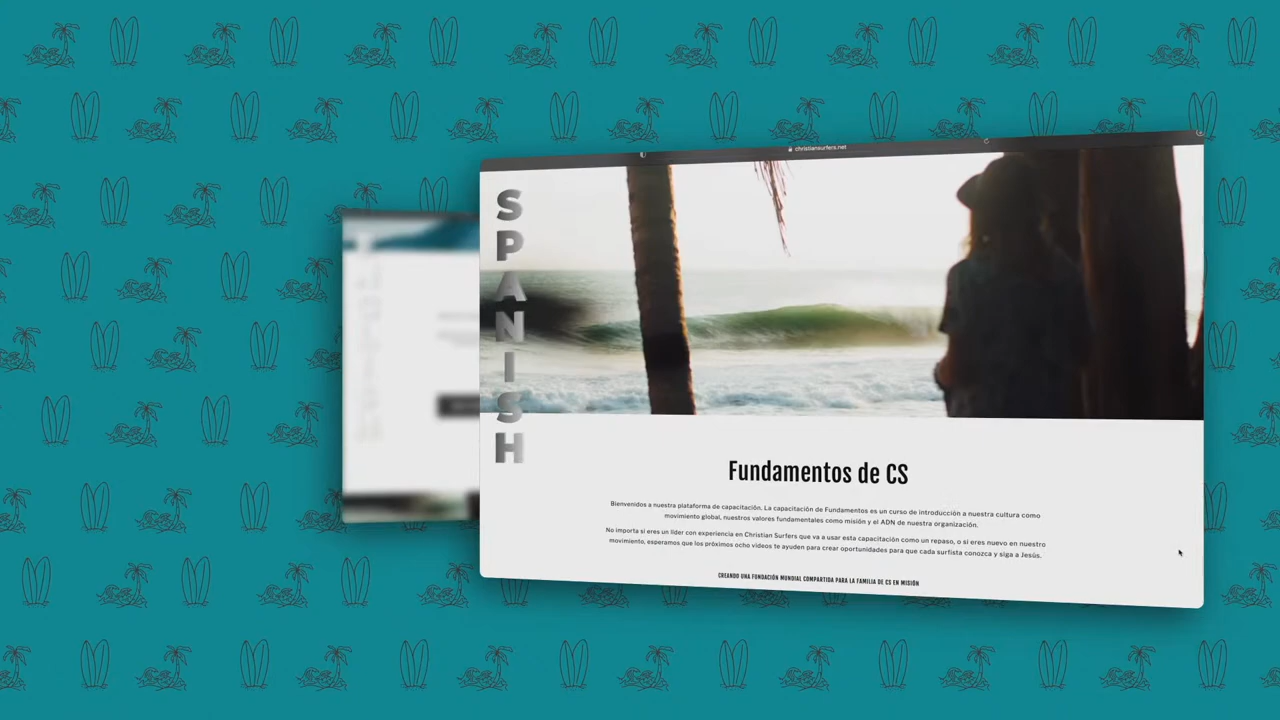 christiansurfers.net
SPANISH
Fundamentos de CS
Bienvenidos a nuestra plataforma de capacitación. La capacitación de Fundamentos es un curso de introducción a nuestra cultura como
movimiento global, nuestros valores fundamentales como misión y el ADN de nuestra organización.
No importa si eres un líder con experiencia en Christian Surfers que va a usar esta capacitación como un repaso, o si eres nuevo en nuestro
movimiento, esperamos que los próximos ocho videos te ayuden para crear oportunidades para que cada surfista conozca y siga a Jesús.
CREANDO UNA FUNDACIÓN MUNDIAL COMPARTIDA PARA LA FAMILIA DE CS EN MISIÓN